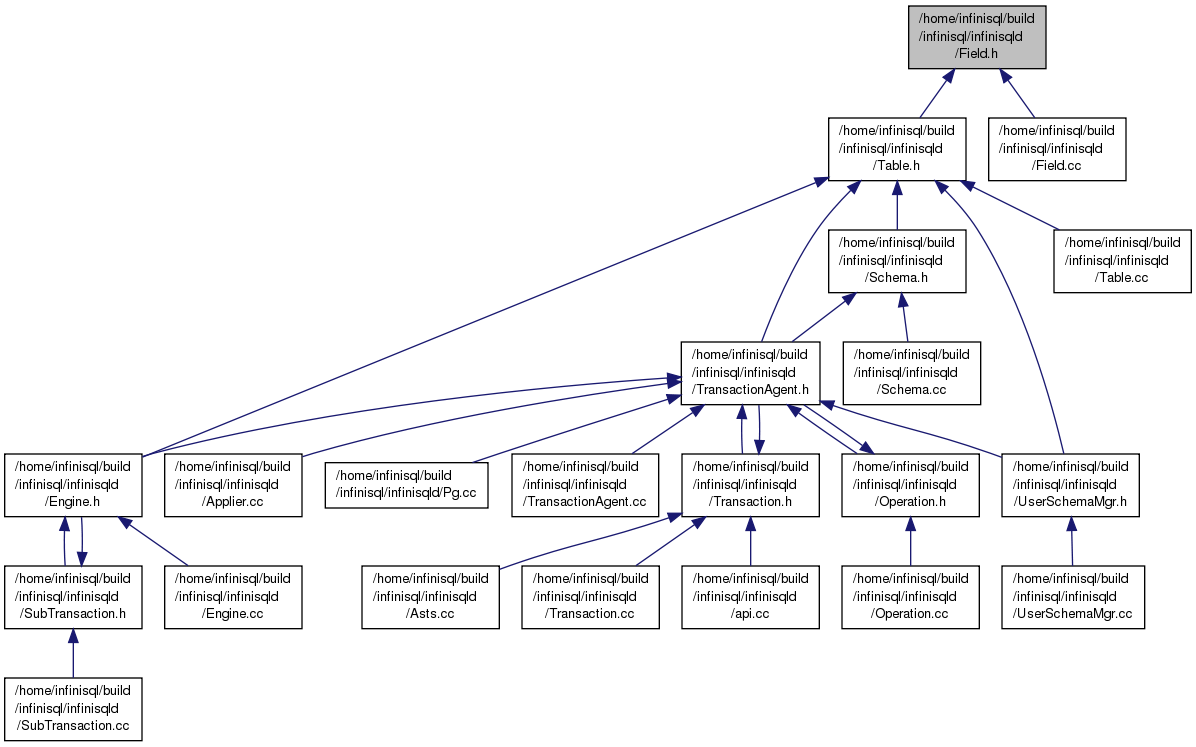 /home/infinisql/build
/infinisql/infinisqld
/Field.h
/home/infinisql/build
/infinisql/infinisqld
/Table.h
/home/infinisql/build
/infinisql/infinisqld
/Field.cc
/home/infinisql/build
/infinisql/infinisqld
/Schema.h
/home/infinisql/build
/infinisql/infinisqld
/Table.cc
/home/infinisql/build
/infinisql/infinisqld
/TransactionAgent.h
/home/infinisql/build
/infinisql/infinisqld
/Schema.cc
/home/infinisql/build
/infinisql/infinisqld
/Engine.h
/home/infinisql/build
/infinisql/infinisqld
/Applier.cc
/home/infinisql/build
/infinisql/infinisqld/Pg.cc
/home/infinisql/build
/infinisql/infinisqld
/TransactionAgent.cc
/home/infinisql/build
/infinisql/infinisqld
/Transaction.h
/home/infinisql/build
/infinisql/infinisqld
/Operation.h
/home/infinisql/build
/infinisql/infinisqld
/UserSchemaMgr.h
/home/infinisql/build
/infinisql/infinisqld
/SubTransaction.h
/home/infinisql/build
/infinisql/infinisqld
/Engine.cc
/home/infinisql/build
/infinisql/infinisqld
/Asts.cc
/home/infinisql/build
/infinisql/infinisqld
/Transaction.cc
/home/infinisql/build
/infinisql/infinisqld
/api.cc
/home/infinisql/build
/infinisql/infinisqld
/Operation.cc
/home/infinisql/build
/infinisql/infinisqld
/UserSchemaMgr.cc
/home/infinisql/build
/infinisql/infinisqld
/SubTransaction.cc